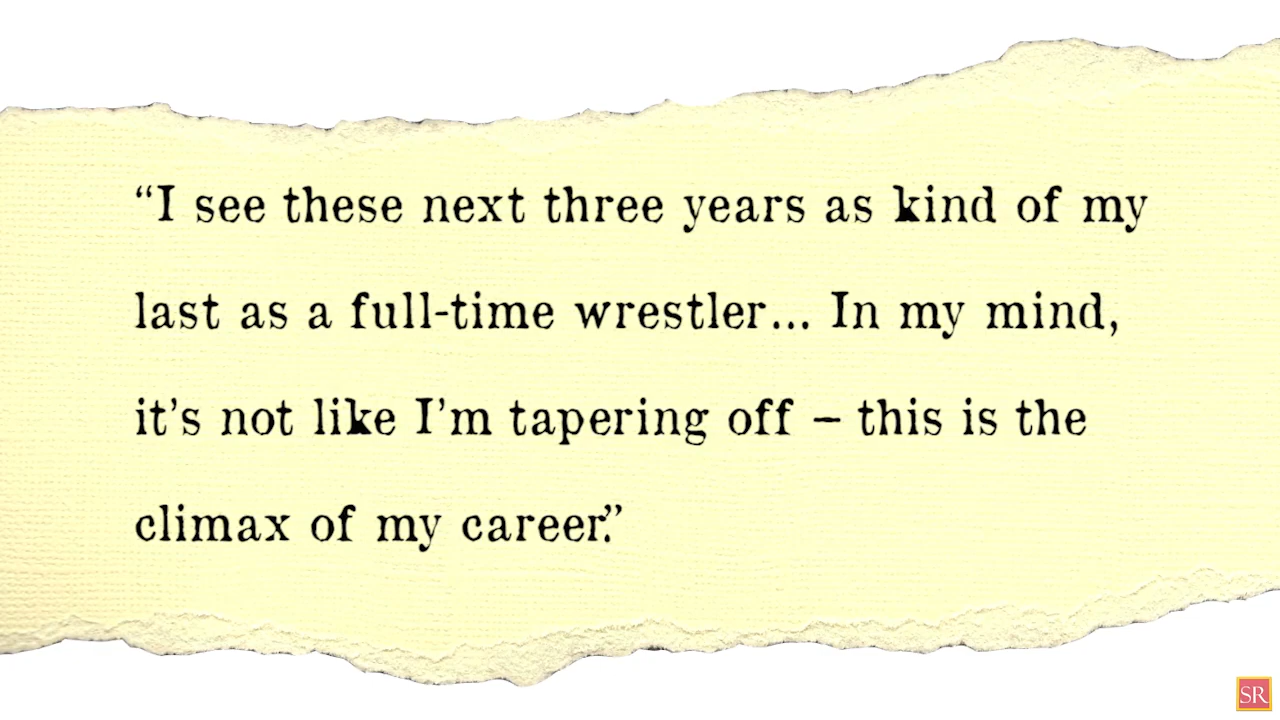 “I see these next three years as kind of my
last as a full-time wrestler... In my mind,
it’s not like I’m tapering off – this is the
climax of my career.”
SR